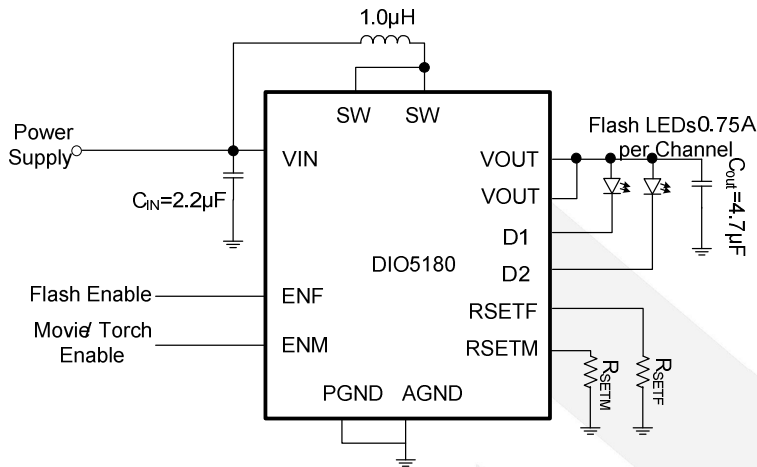 1.0µH
SW SW
Power
Supply
VIN
CIN=2.2µF
Flash LEDs0.75A
per Channel
VOUT
VOUT
Cout=4.7µF
D1
DIO5180
D2
Flash Enable
ENF
RSETF
Movie/ Torch
Enable
ENM
RSETM
RSETM
RSETF
PGND AGND